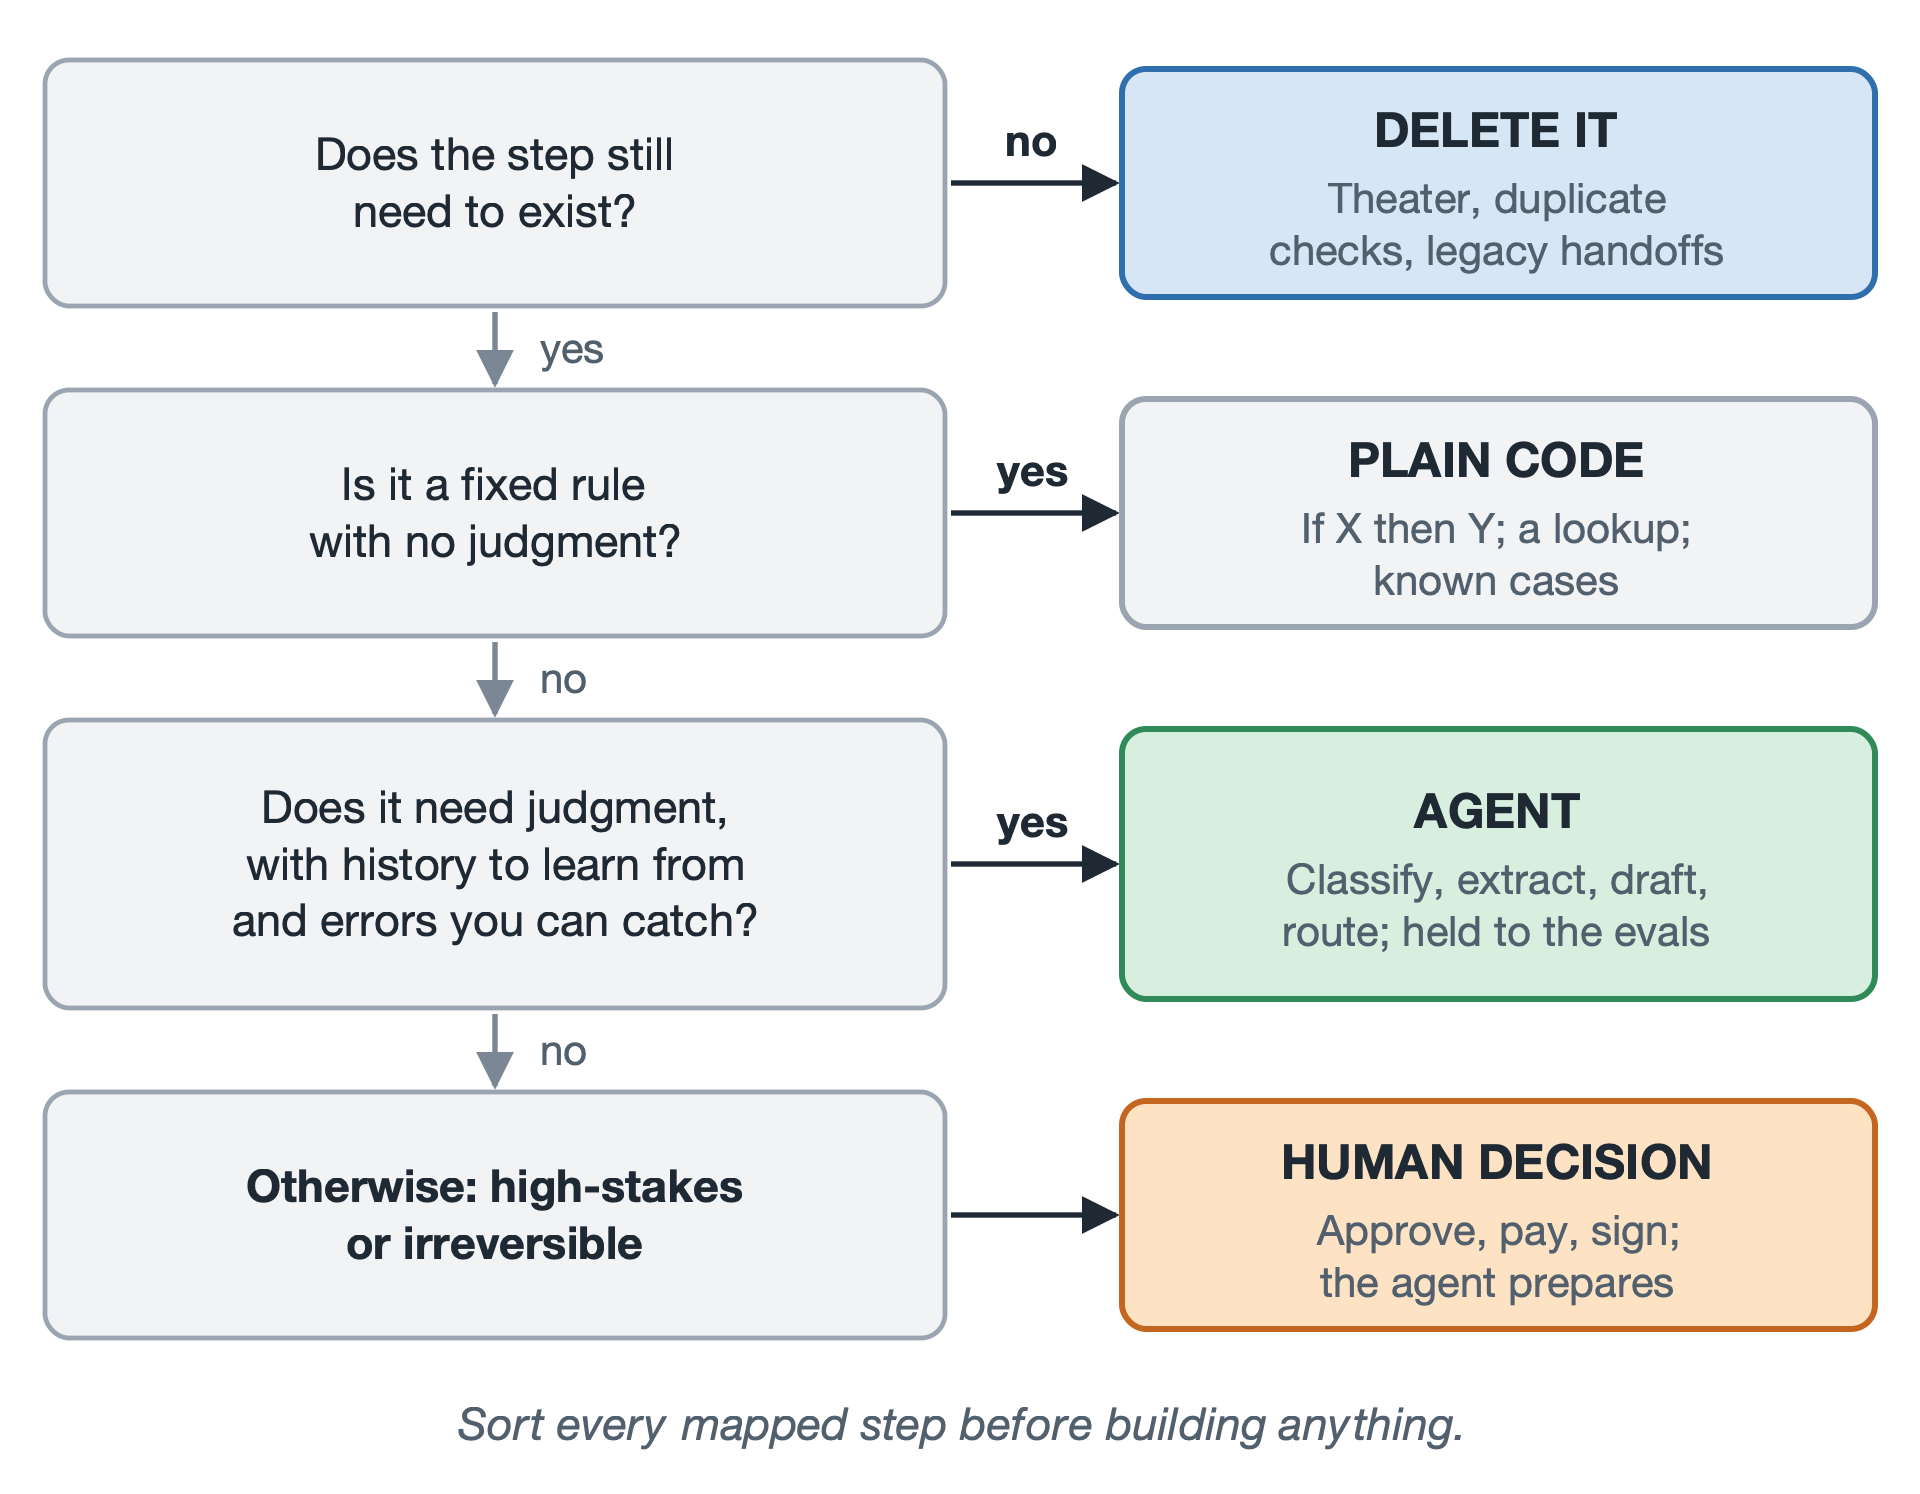 Does the step still
need to exist?
no
DELETE IT
Theater, duplicate
checks, legacy handoffs
yes
Is it a fixed rule
with no judgment?
yes
PLAIN CODE
If X then Y; a lookup;
known cases
no
Does it need judgment,
with history to learn from
and errors you can catch?
yes
AGENT
Classify, extract, draft,
route; held to the evals
no
Otherwise: high-stakes
or irreversible
HUMAN DECISION
Approve, pay, sign;
the agent prepares
Sort every mapped step before building anything.